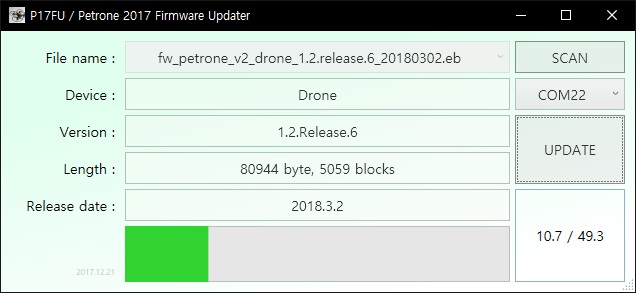 P17FU / Petrone 2017 Firmware Updater
File name : fw_petrone_v2_drone_1.2.release.6_20180302.eb SCAN
Device : Drone COM22
Version : 1.2.Release.6 UPDATE
Length : 80944 byte, 5059 blocks
Release date : 2018.3.2 10.7 / 49.3
2017.12.21